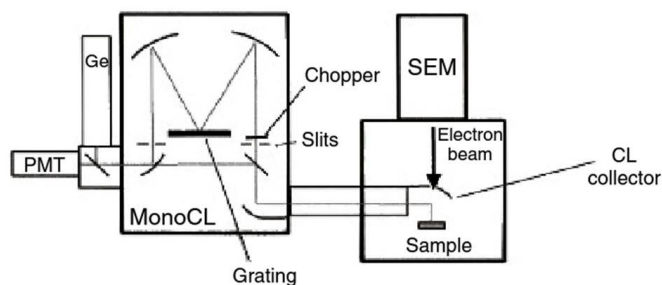 Ge
PMT
MonoCL
Chopper
Slits
Grating
SEM
Electron
beam
CL
collector
Sample